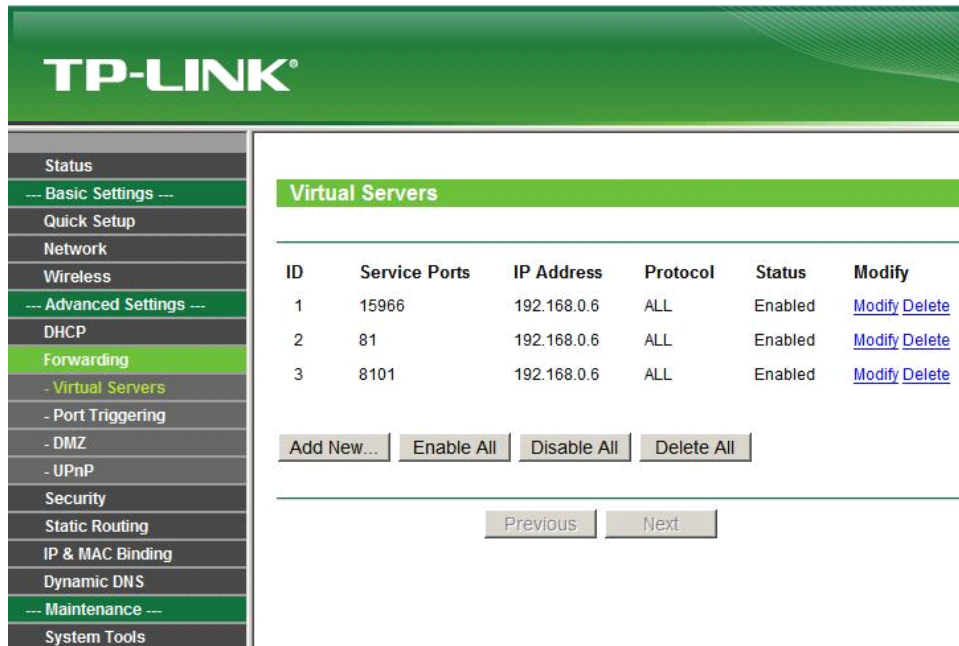 TP-LINK®
Status
--- Basic Settings ---
Quick Setup
Network
Wireless
--- Advanced Settings ---
DHCP
Forwarding
- Virtual Servers
- Port Triggering
- DMZ
- UPnP
Security
Static Routing
IP & MAC Binding
Dynamic DNS
--- Maintenance ---
System Tools
Virtual Servers
ID Service Ports IP Address Protocol Status Modify
1 15966 192.168.0.6 ALL Enabled Modify Delete
2 81 192.168.0.6 ALL Enabled Modify Delete
3 8101 192.168.0.6 ALL Enabled Modify Delete
Add New... Enable All Disable All Delete All
Previous Next